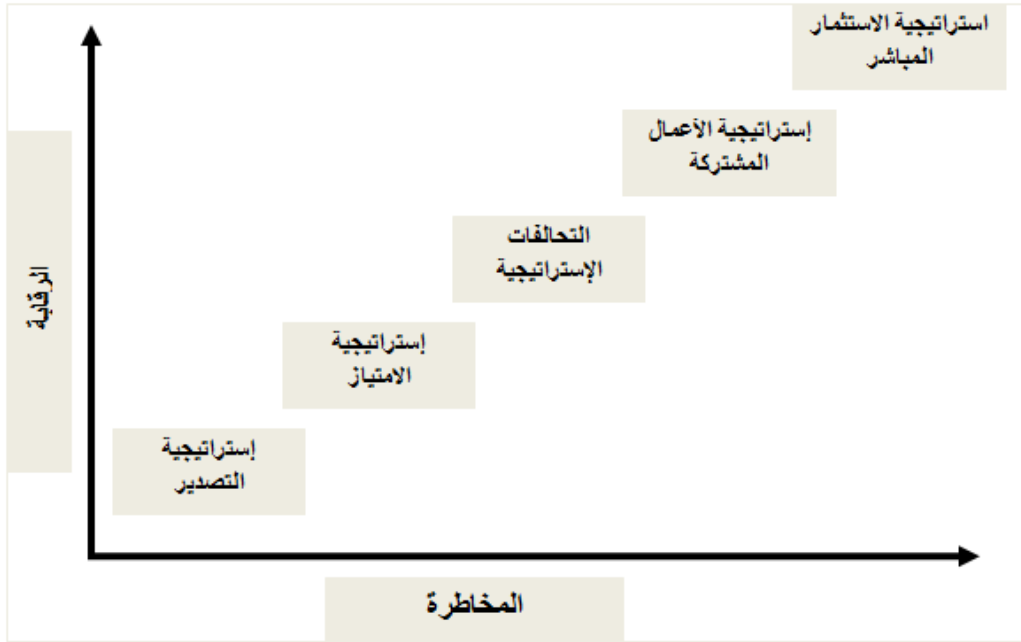 استراتيجية الاستثمار
المباشر
إستراتيجية الأعمال
المشتركة
التحالفات
الإستراتيجية
الرقابة
إستراتيجية
الامتياز
إستراتيجية
التصدير
المخاطرة